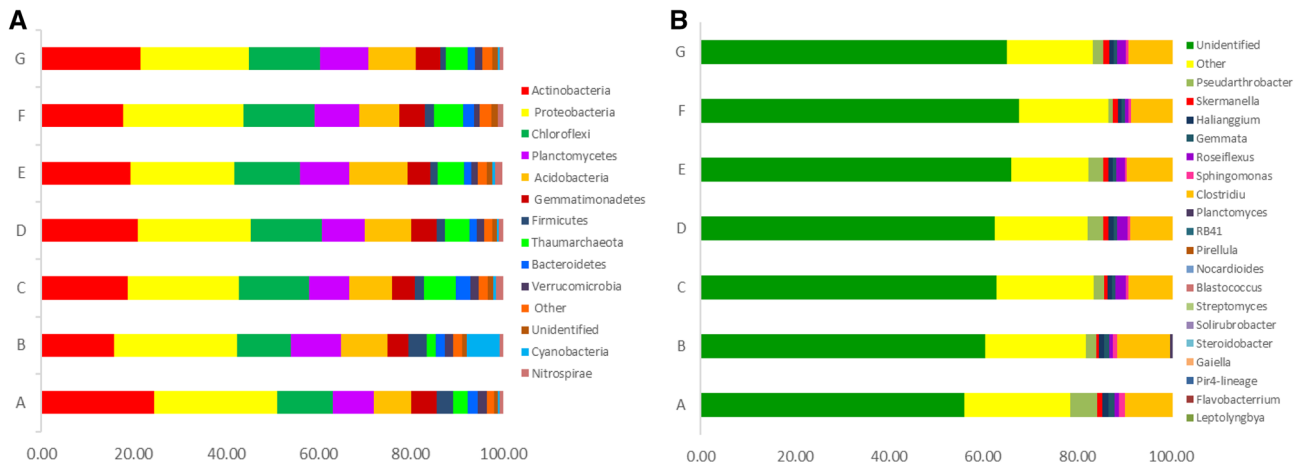 A
G
F
E
D
C
B
A
0.00
20.00
40.00
60.00
80.00
100.00
Actinobacteria
Proteobacteria
Chloroflexi
Planctomycetes
Acidobacteria
Gemmatimonadetes
Firmicutes
Thaumarchaeota
Bacteroidetes
Verrucomicrobia
Other
Unidentified
Cyanobacteria
Nitrospirae
B
G
F
E
D
C
B
A
0.00
20.00
40.00
60.00
80.00
100.00
Unidentified
Other
Pseudarthrobacter
Skermanella
Halianggium
Gemmata
Roseiflexus
Sphingomonas
Clostridiu
Planctomyces
RB41
Pirellula
Nocardioides
Blastococcus
Streptomyces
Solirubrobacter
Steroidobacter
Gaiella
Pir4-lineage
Flavobacterrium
Leptolyngbya